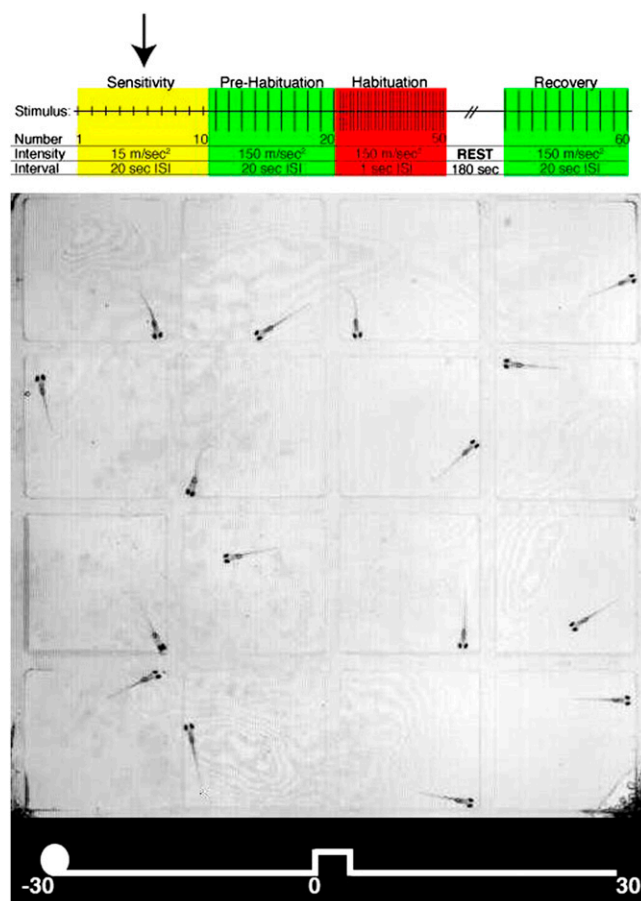 Sensitivity Pre-Habituation Habituation Recovery
Stimulus:
Number 1 10 20 50 60
Intensity 15 m/sec² 150 m/sec² 150 m/sec² REST 150 m/sec²
Interval 20 sec ISI 20 sec ISI 1 sec ISI 180 sec 20 sec ISI
-30 0 30